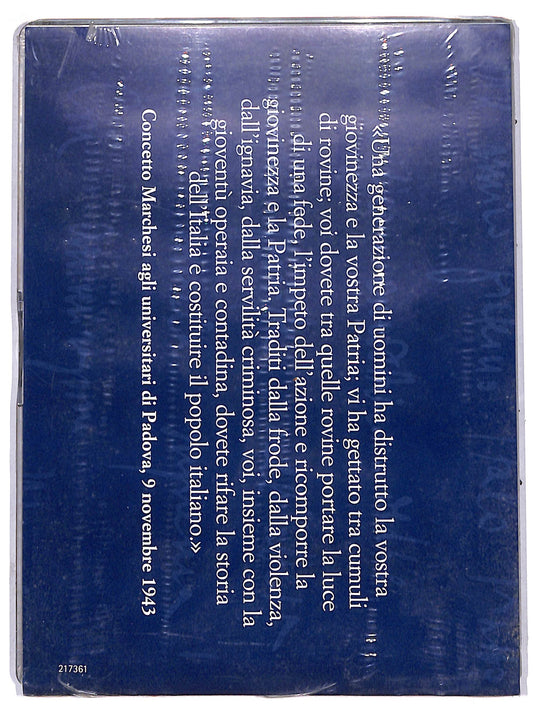 «Una generazione di uomini ha distrutto la vostra
giovinezza e la vostra Patria; vi ha gettato tra cumuli
di rovine; voi dovete tra quelle rovine portare la luce
di una fede, l'impeto dell'azione e ricomporre la
giovinezza e la Patria. Traditi dalla frode, dalla violenza,
dall'ignavia, dalla servilità criminosa, voi, insieme con la
gioventù operaia e contadina, dovete rifare la storia
dell'Italia e costituire il popolo italiano.»
Concetto Marchesi agli universitari di Padova, 9 novembre 1943
217361